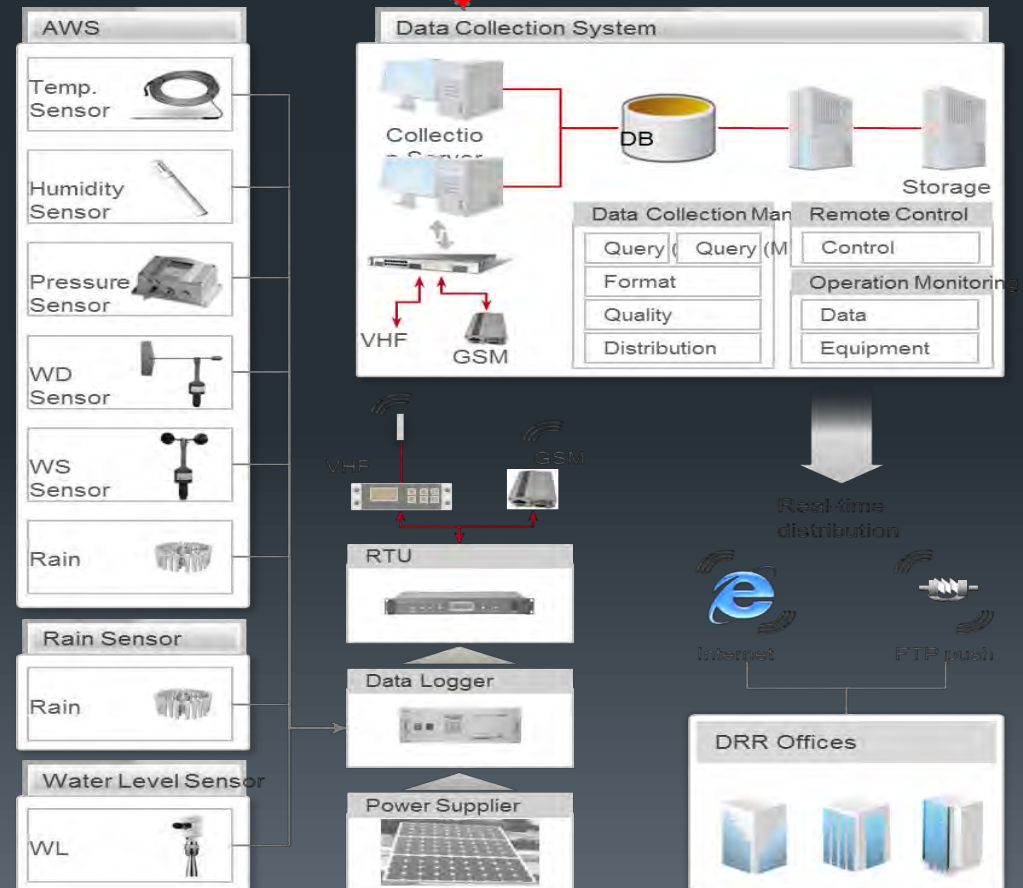 AWS
Temp.
Sensor
Humidity
Sensor
Pressure
Sensor
WD
Sensor
WS
Sensor
Rain
Rain Sensor
Rain
Water Level Sensor
WL
Data Collection System
Collectio
n Server
DB
Storage
VHF
GSM
Data Collection Man
Query (
Query (M
Format
Quality
Distribution
Remote Control
Control
Operation Monitoring
Data
Equipment
VHF
GSM
RTU
Data Logger
Power Supplier
Real-time
distribution
Internet
FTP push
DRR Offices